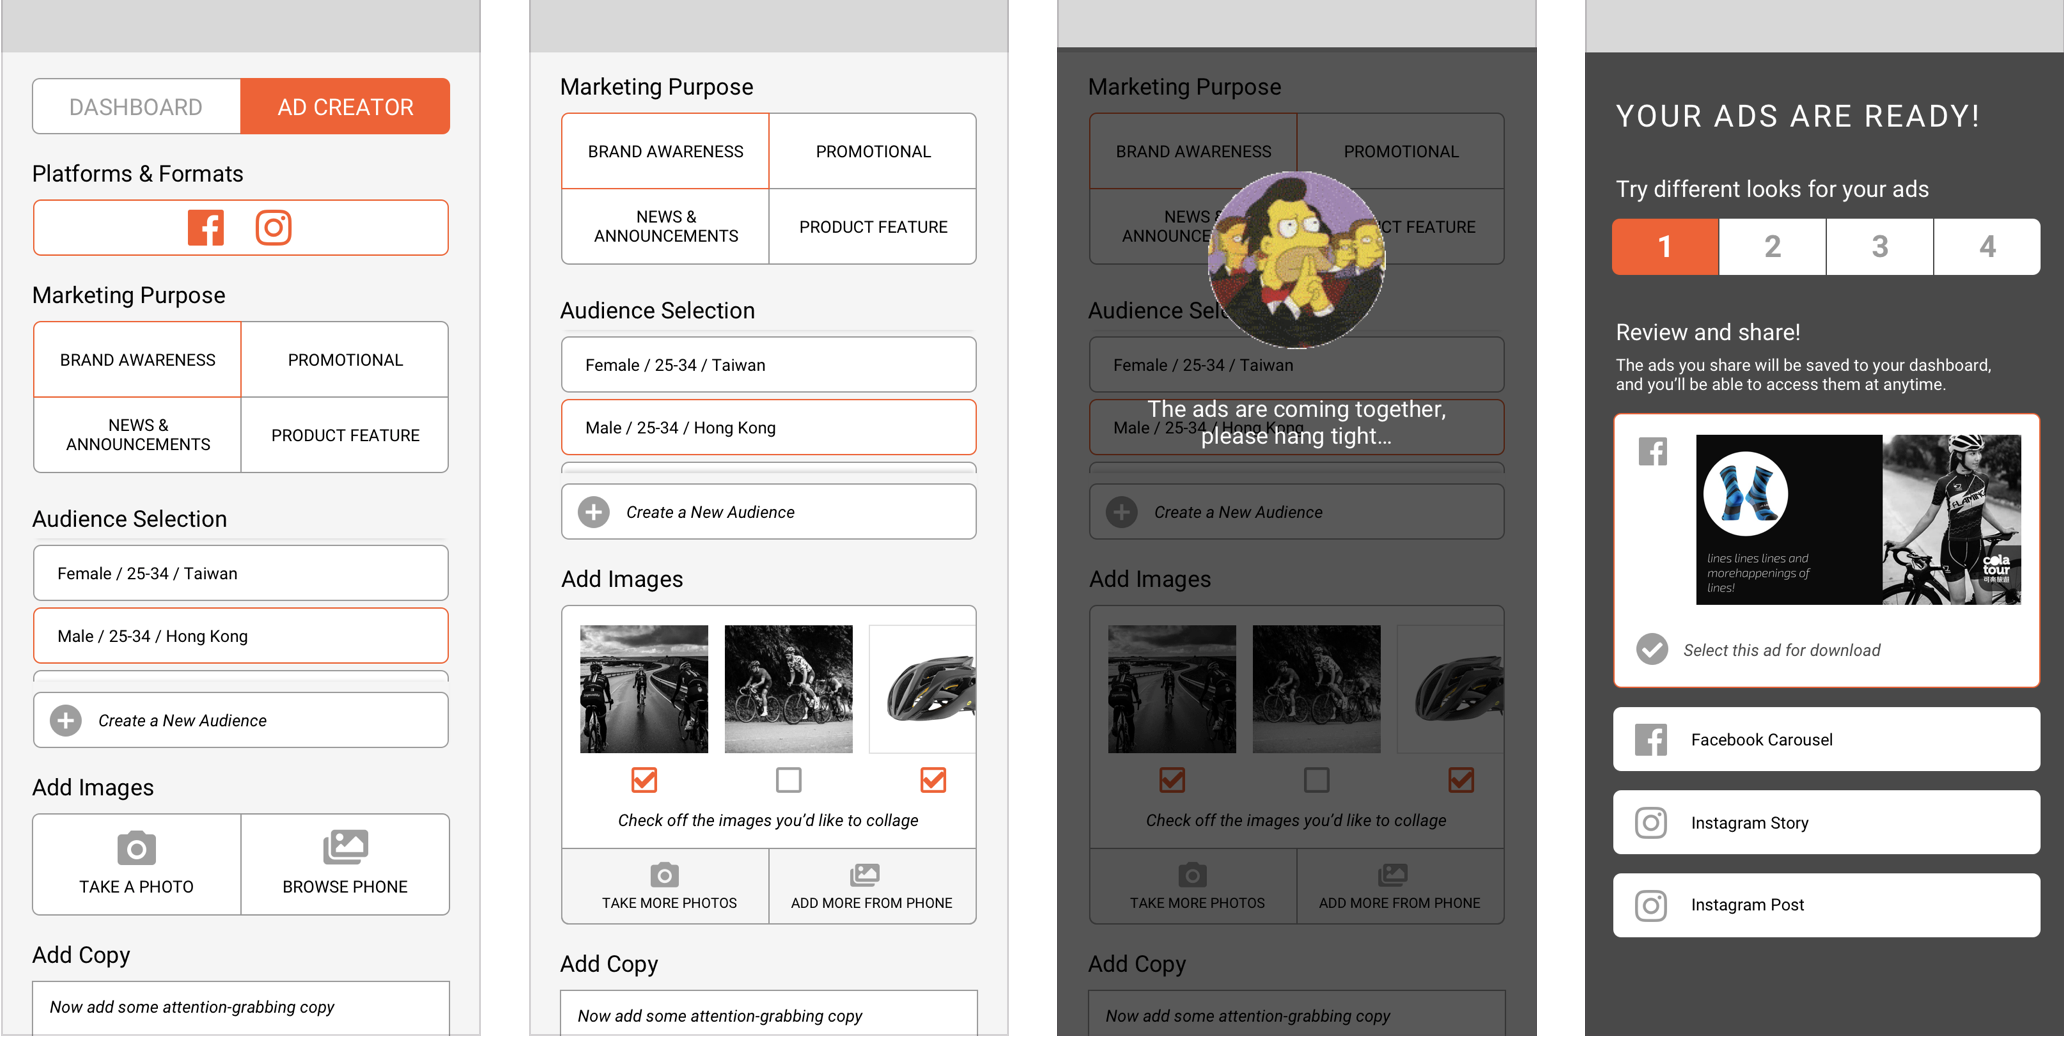 DASHBOARD
AD CREATOR
Platforms & Formats
Marketing Purpose
BRAND AWARENESS
PROMOTIONAL
NEWS &
ANNOUNCEMENTS
PRODUCT FEATURE
Audience Selection
Female / 25-34 / Taiwan
Male / 25-34 / Hong Kong
Create a New Audience
Add Images
TAKE A PHOTO
BROWSE PHONE
Add Copy
Now add some attention-grabbing copy
Marketing Purpose
BRAND AWARENESS
PROMOTIONAL
NEWS &
ANNOUNCEMENTS
PRODUCT FEATURE
Audience Selection
Female / 25-34 / Taiwan
Male / 25-34 / Hong Kong
Create a New Audience
Add Images
Check off the images you’d like to collage
TAKE MORE PHOTOS
ADD MORE FROM PHONE
Add Copy
Now add some attention-grabbing copy
Marketing Purpose
BRAND AWARENESS
PROMOTIONAL
NEWS &
ANNOUNCE
CT FEATURE
Audience Sele
Female / 25-34 / Taiwan
The ads are coming together,
please hang tight...
Male / 25-34 / Hong Kong
Create a New Audience
Add Images
Check off the images you’d like to collage
TAKE MORE PHOTOS
ADD MORE FROM PHONE
Add Copy
Now add some attention-grabbing copy
YOUR ADS ARE READY!
Try different looks for your ads
1
2
3
4
Review and share!
The ads you share will be saved to your dashboard,
and you’ll be able to access them at anytime.
lines lines lines and
morehappenings of
lines!
cola
tour
Select this ad for download
Facebook Carousel
Instagram Story
Instagram Post